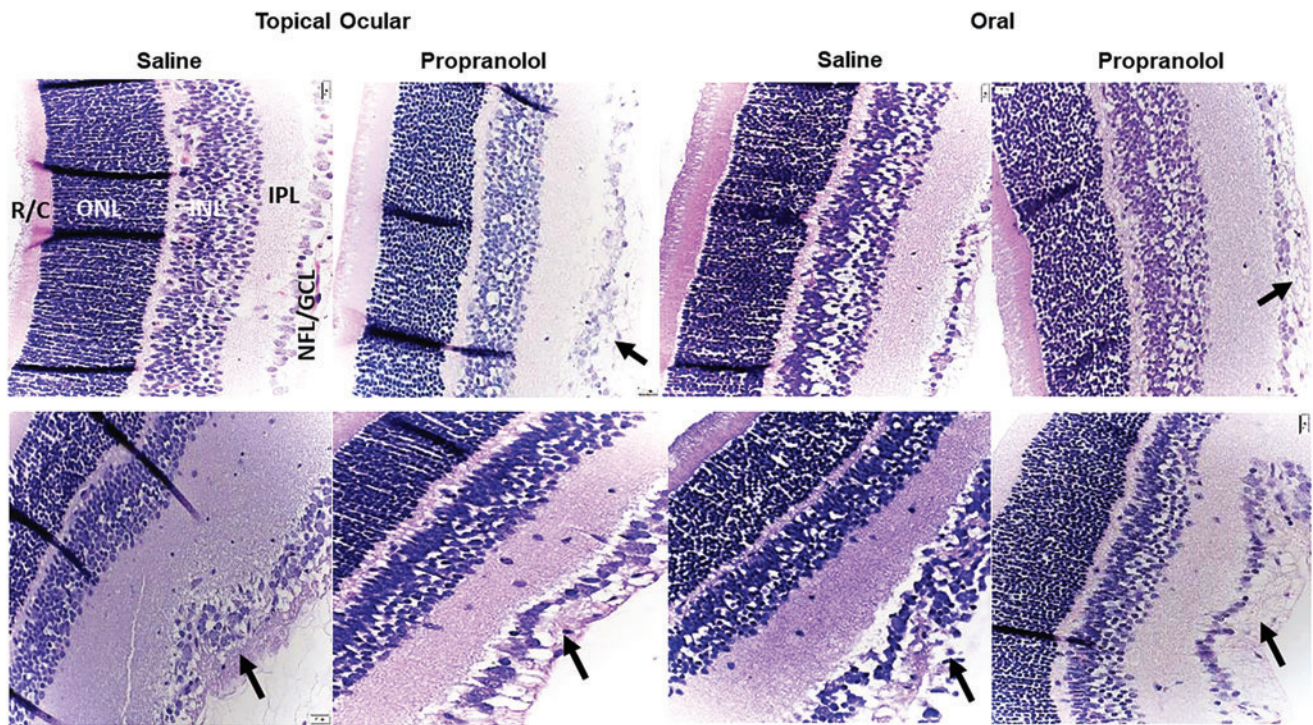 Topical Ocular
Oral
Saline
Propranolol
Saline
Propranolol
R/C
ONL
INL
IPL
NFL/GCL